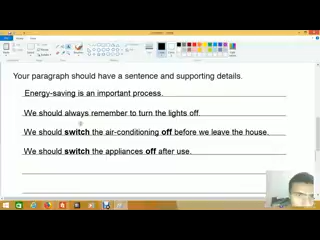 Your paragraph should have a sentence and supporting details.
Energy-saving is an important process.
We should always remember to turn the lights off.
We should switch the air-conditioning off before we leave the house.
We should switch the appliances off after use.